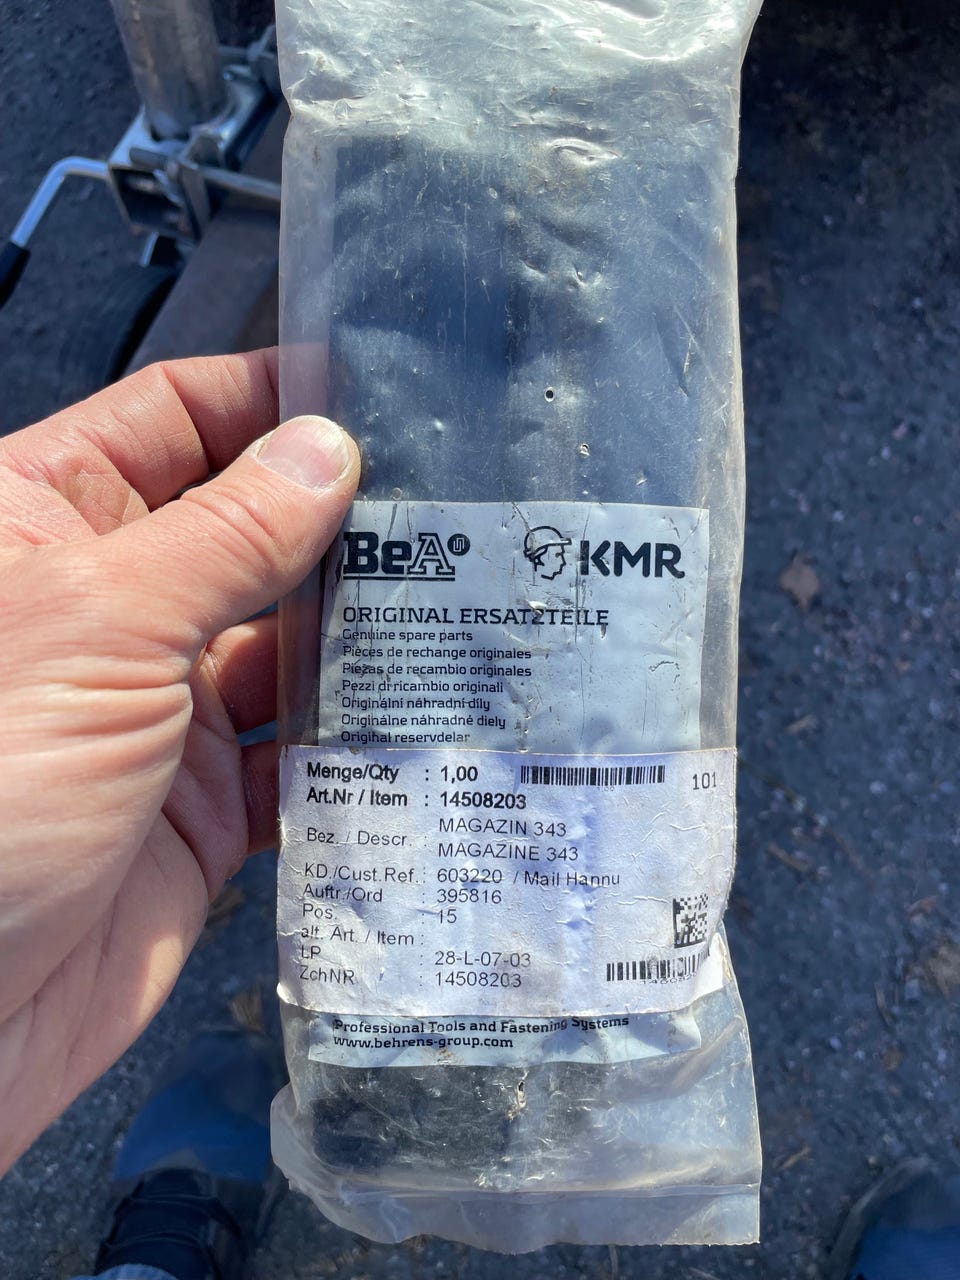 BeA
KMR
ORIGINAL ERSATZTEILE
Genuine spare parts
Pièces de rechange originales
Piezas de recambio originales
Pezzi di ricambio originali
Originální náhradní díly
Originálne náhradné diely
Original reservdelar
Menge/Qty : 1,00
1.00
101
Art.Nr / Item : 14508203
Bez. / Descr. : MAGAZIN 343
MAGAZINE 343
KD./Cust.Ref.: 603220 / Mail Hannu
Auftr./Ord : 395816
Pos. : 15
alt. Art. / Item :
LP : 28-L-07-03
ZchNR : 14508203
Professional Tools and Fastening Systems
www.behrens-group.com